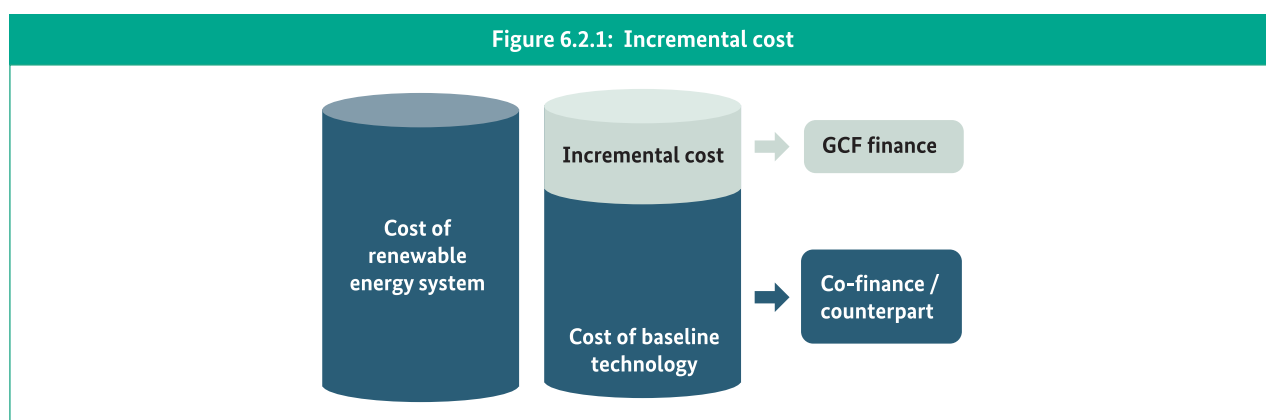 Figure 6.2.1: Incremental cost
Cost of
renewable
energy system
Incremental cost
GCF finance
Cost of baseline
technology
Co-finance /
counterpart